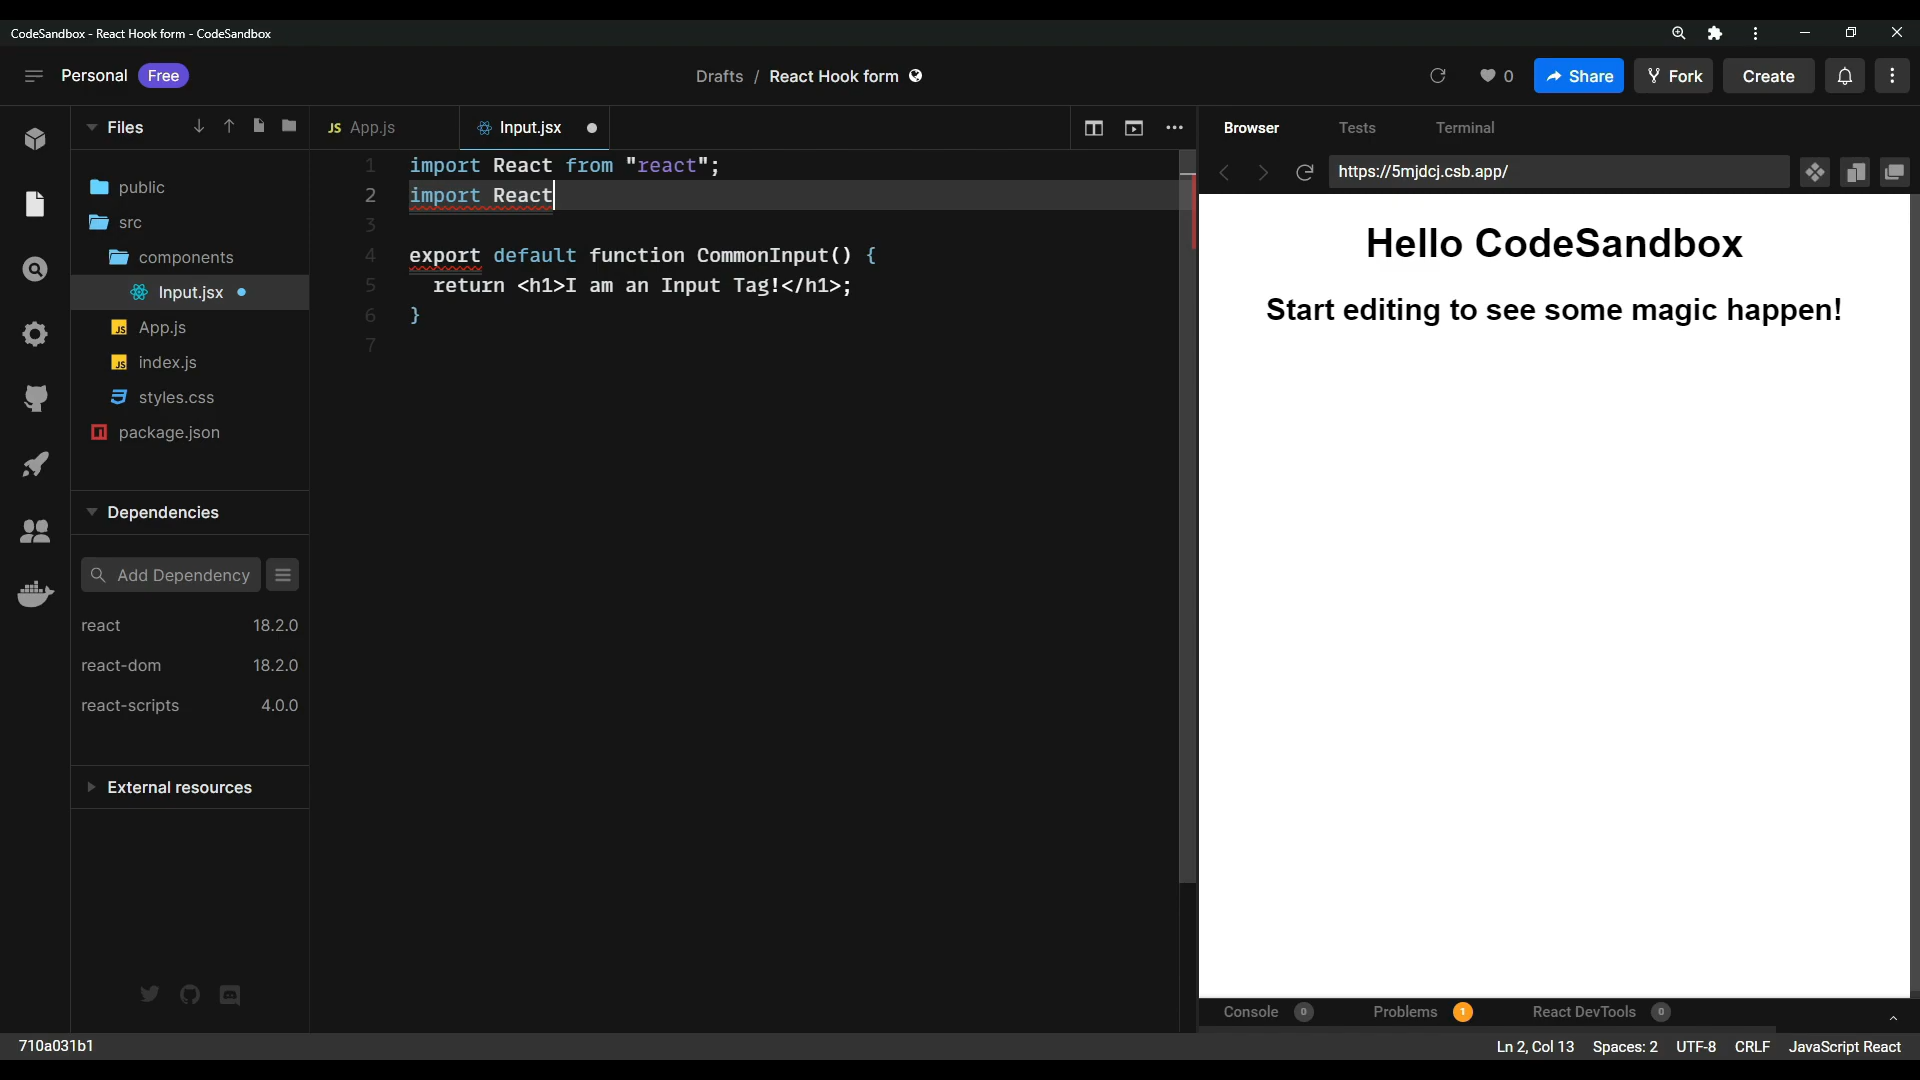 CodeSandbox - React Hook form - CodeSandbox
Personal Free
Drafts / React Hook form
0 Share Fork Create
Files
JS App.js
Input.jsx
Browser Tests Terminal
https://5mjdcj.csb.app/
public
src
components
Input.jsx
JS App.js
JS index.js
styles.css
package.json
Dependencies
Add Dependency
react 18.2.0
react-dom 18.2.0
react-scripts 4.0.0
External resources
1 import React from "react";
2 import React
3
4 export default function CommonInput() {
5 return <h1>I am an Input Tag!</h1>;
6 }
7
Hello CodeSandbox
Start editing to see some magic happen!
Console 0 Problems 1 React DevTools 0
710a031b1
Ln 2, Col 13 Spaces: 2 UTF-8 CRLF JavaScript React